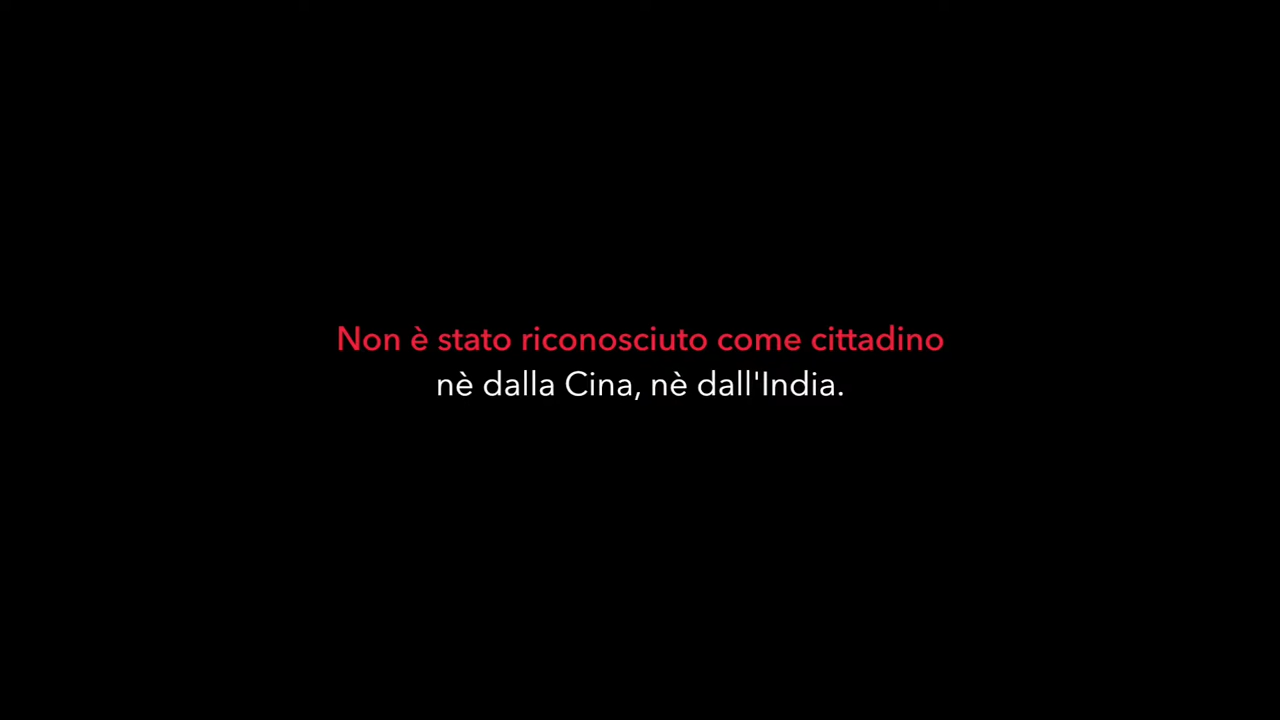 Non è stato riconosciuto come cittadino
nè dalla Cina, nè dall'India.